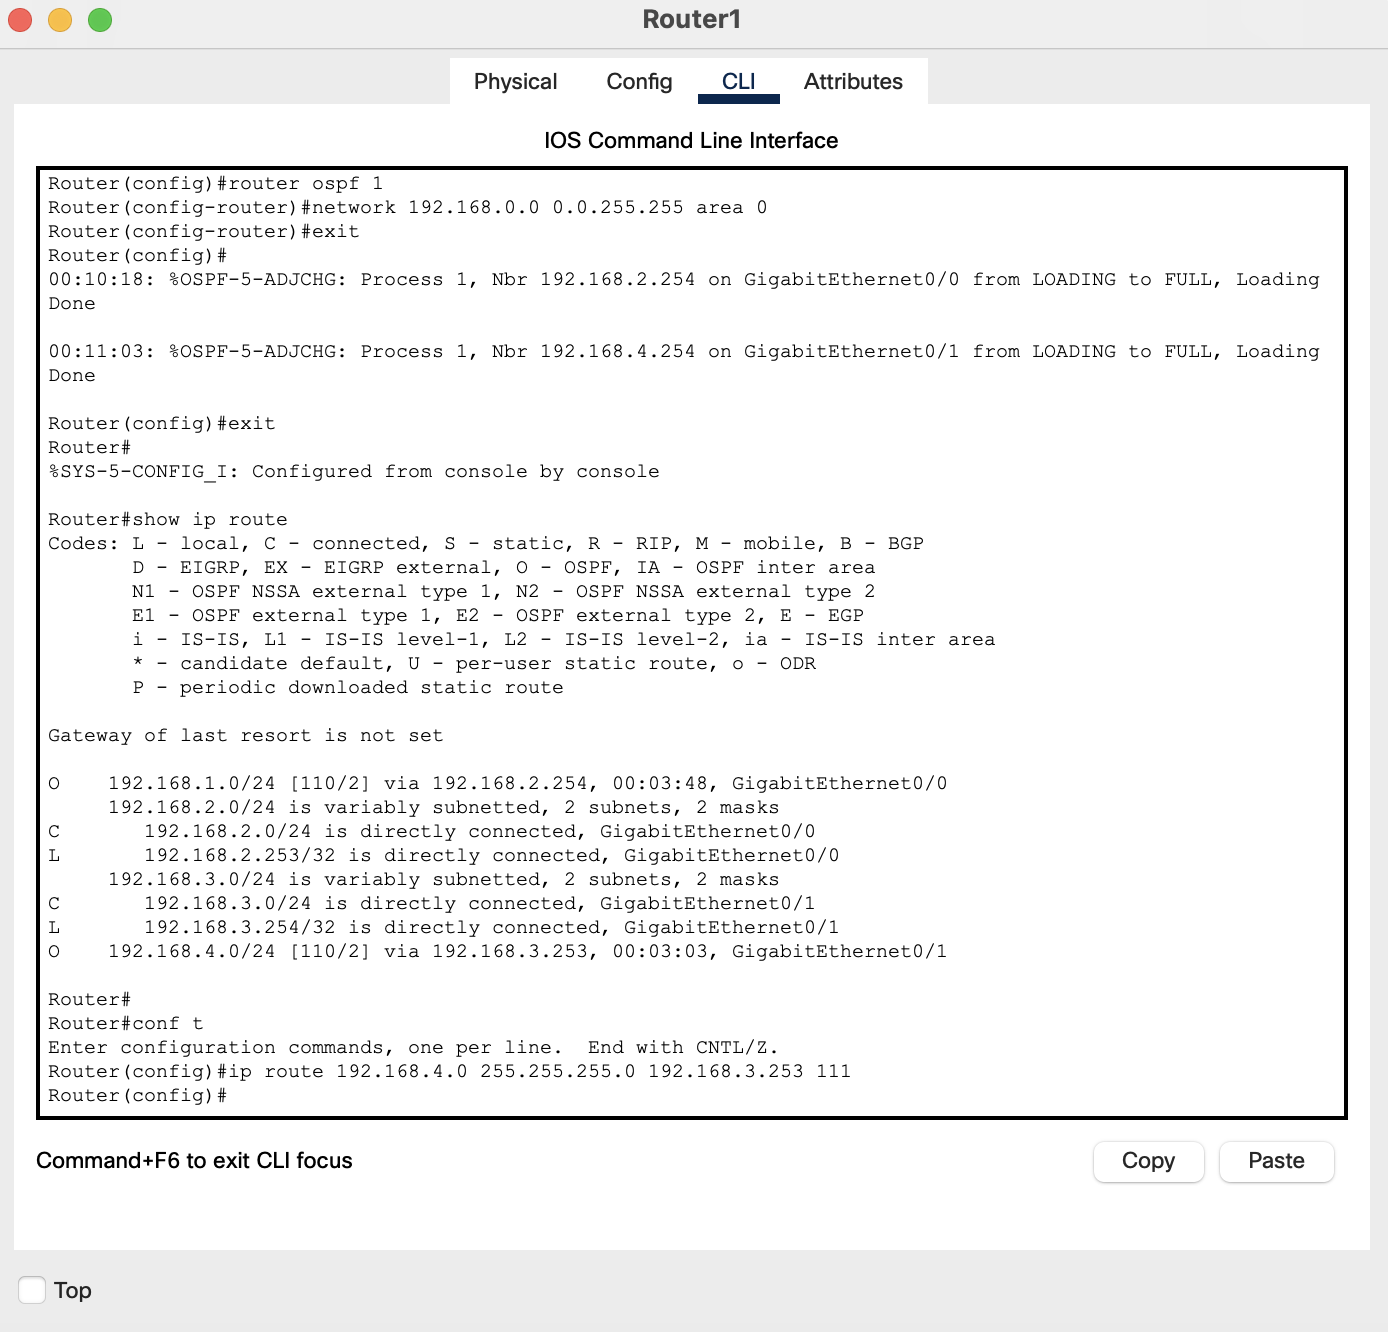 Router1
Physical Config CLI Attributes
IOS Command Line Interface
Router(config)#router ospf 1
Router(config-router)#network 192.168.0.0 0.0.255.255 area 0
Router(config-router)#exit
Router(config)#
00:10:18: %OSPF-5-ADJCHG: Process 1, Nbr 192.168.2.254 on GigabitEthernet0/0 from LOADING to FULL, Loading
Done
00:11:03: %OSPF-5-ADJCHG: Process 1, Nbr 192.168.4.254 on GigabitEthernet0/1 from LOADING to FULL, Loading
Done
Router(config)#exit
Router#
%SYS-5-CONFIG_I: Configured from console by console
Router#show ip route
Codes: L - local, C - connected, S - static, R - RIP, M - mobile, B - BGP
D - EIGRP, EX - EIGRP external, O - OSPF, IA - OSPF inter area
N1 - OSPF NSSA external type 1, N2 - OSPF NSSA external type 2
E1 - OSPF external type 1, E2 - OSPF external type 2, E - EGP
i - IS-IS, L1 - IS-IS level-1, L2 - IS-IS level-2, ia - IS-IS inter area
* - candidate default, U - per-user static route, o - ODR
P - periodic downloaded static route
Gateway of last resort is not set
O 192.168.1.0/24 [110/2] via 192.168.2.254, 00:03:48, GigabitEthernet0/0
192.168.2.0/24 is variably subnetted, 2 subnets, 2 masks
C 192.168.2.0/24 is directly connected, GigabitEthernet0/0
L 192.168.2.253/32 is directly connected, GigabitEthernet0/0
192.168.3.0/24 is variably subnetted, 2 subnets, 2 masks
C 192.168.3.0/24 is directly connected, GigabitEthernet0/1
L 192.168.3.254/32 is directly connected, GigabitEthernet0/1
O 192.168.4.0/24 [110/2] via 192.168.3.253, 00:03:03, GigabitEthernet0/1
Router#
Router#conf t
Enter configuration commands, one per line. End with CNTL/Z.
Router(config)#ip route 192.168.4.0 255.255.255.0 192.168.3.253 111
Router(config)#
Command+F6 to exit CLI focus Copy Paste
Top